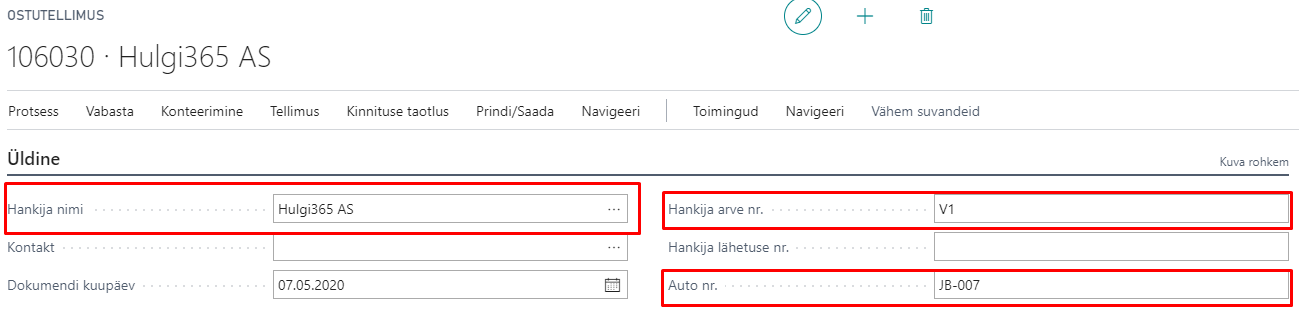 OSTUTELLIMUS
106030 · Hulgi365 AS
Protsess Vabasta Konteerimine Tellimus Kinnituse taotlus Prindi/Saada Navigeeri Toimingud Navigeeri Vähem suvandeid
Üldine Kuva rohkem
Hankija nimi Hulgi365 AS Hankija arve nr. V1
Kontakt Hankija lähetuse nr.
Dokumendi kuupäev 07.05.2020 Auto nr. JB-007